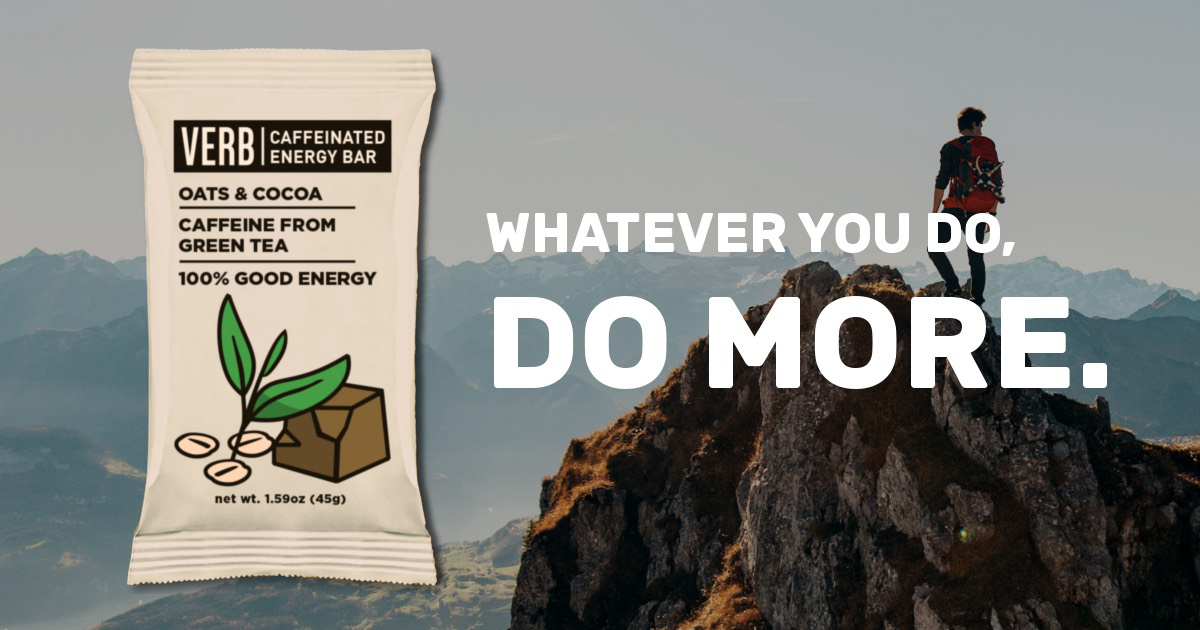 VERB CAFFEINATED
ENERGY BAR
OATS & COCOA
CAFFEINE FROM
GREEN TEA
100% GOOD ENERGY
net wt. 1.59oz (45g)
WHATEVER YOU DO,
DO MORE.